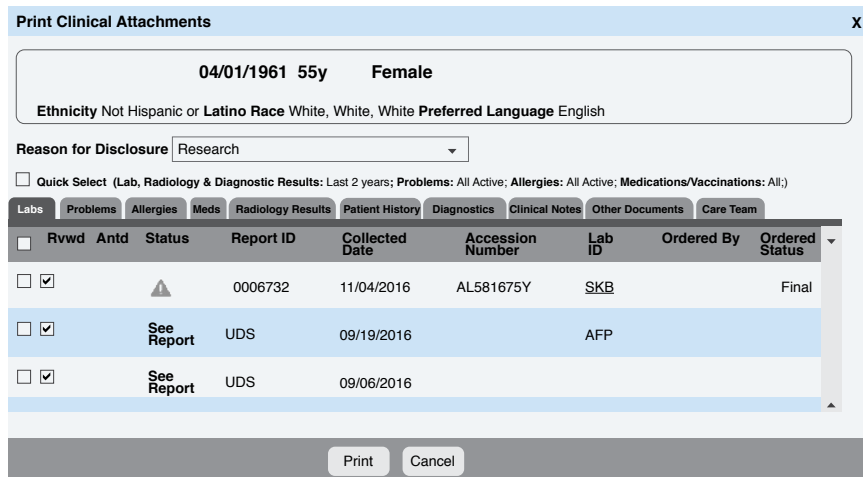 Print Clinical Attachments X
04/01/1961 55y Female
Ethnicity Not Hispanic or Latino Race White, White, White Preferred Language English
Reason for Disclosure Research
Quick Select (Lab, Radiology & Diagnostic Results: Last 2 years; Problems: All Active; Allergies: All Active; Medications/Vaccinations: All;)
Labs Problems Allergies Meds Radiology Results Patient History Diagnostics Clinical Notes Other Documents Care Team
Rvwd Antd Status Report ID Collected Date Accession Number Lab ID Ordered By Ordered Status
0006732 11/04/2016 AL581675Y SKB Final
See Report UDS 09/19/2016 AFP
See Report UDS 09/06/2016
Print Cancel